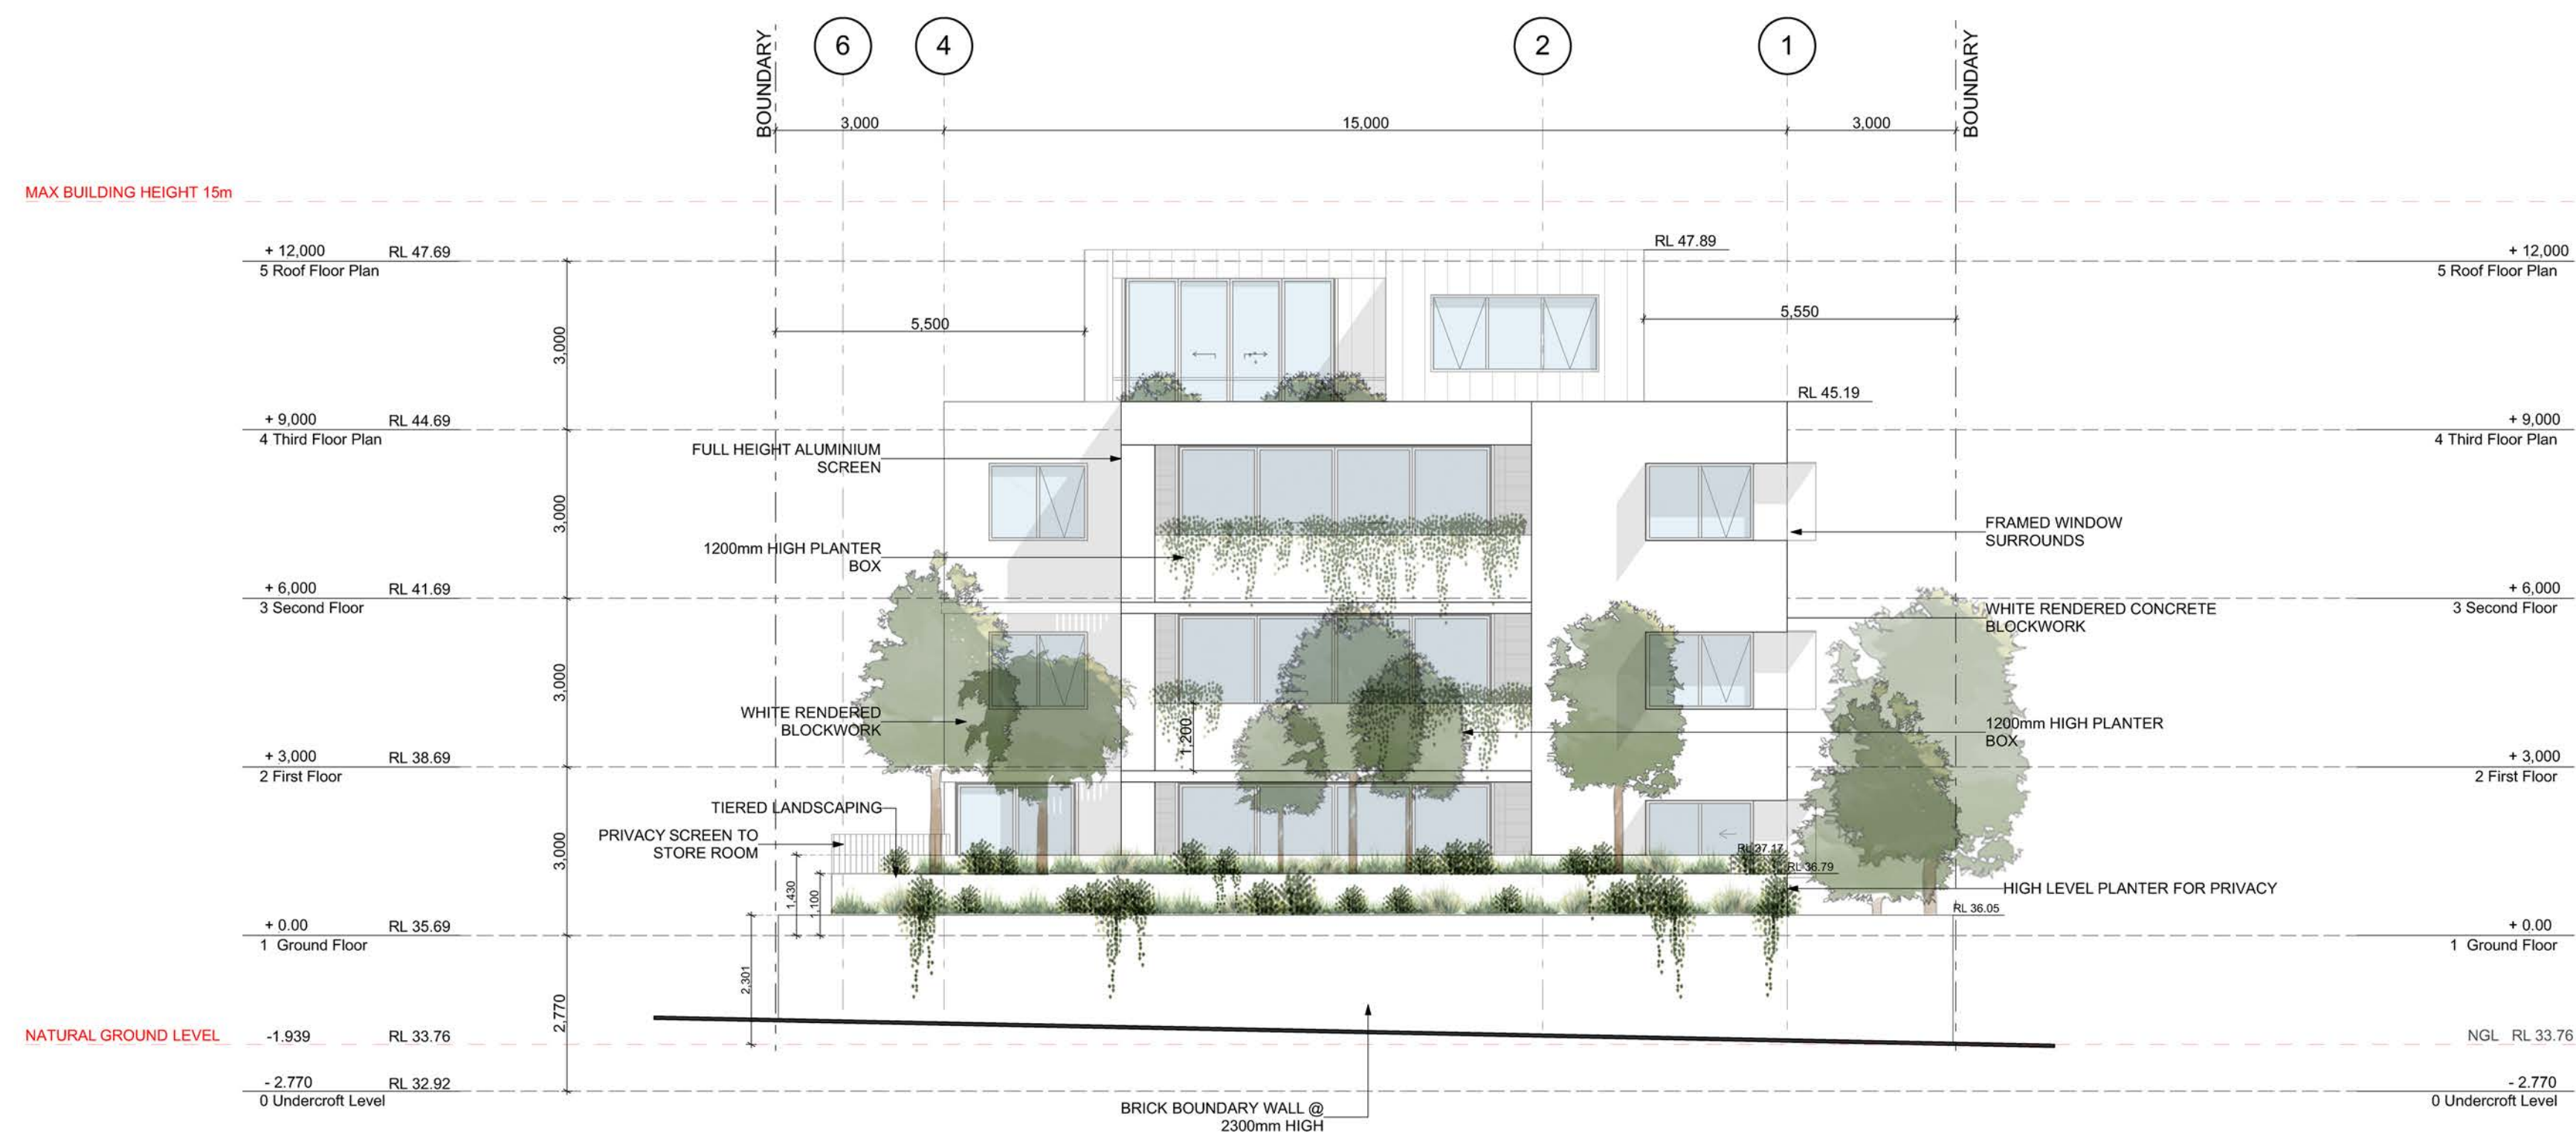 BOUNDARY
6
4
2
1
BOUNDARY
3,000
15,000
3,000
MAX BUILDING HEIGHT 15m
+ 12,000 RL 47.69
5 Roof Floor Plan
RL 47.89
+ 12,000
5 Roof Floor Plan
3,000
5,500
5,550
RL 45.19
+ 9,000 RL 44.69
4 Third Floor Plan
+ 9,000
4 Third Floor Plan
FULL HEIGHT ALUMINIUM
SCREEN
3,000
FRAMED WINDOW
SURROUNDS
1200mm HIGH PLANTER
BOX
+ 6,000 RL 41.69
3 Second Floor
WHITE RENDERED CONCRETE
BLOCKWORK
+ 6,000
3 Second Floor
3,000
WHITE RENDERED
BLOCKWORK
1,200
1200mm HIGH PLANTER
BOX
+ 3,000 RL 38.69
2 First Floor
+ 3,000
2 First Floor
TIERED LANDSCAPING
PRIVACY SCREEN TO
STORE ROOM
3,000
RL 37.17
RL 36.79
1,430
1,100
HIGH LEVEL PLANTER FOR PRIVACY
RL 36.05
+ 0.00 RL 35.69
1 Ground Floor
+ 0.00
1 Ground Floor
2,301
2,770
NATURAL GROUND LEVEL -1.939 RL 33.76
NGL RL 33.76
- 2.770 RL 32.92
0 Undercroft Level
- 2.770
0 Undercroft Level
BRICK BOUNDARY WALL @
2300mm HIGH